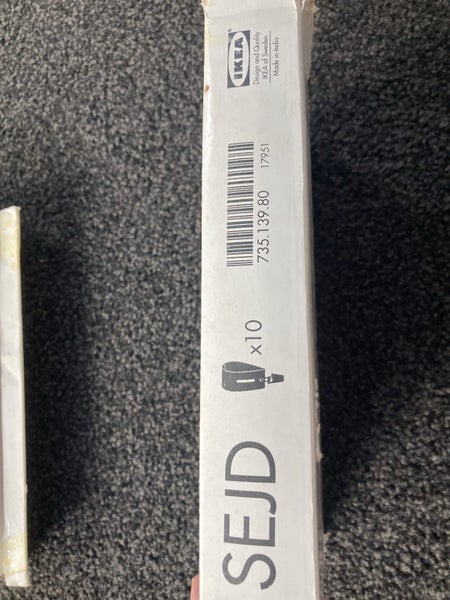 IKEA
Design and Quality
IKEA of Sweden
Made in India
735.139.80
17951
x10
SEJD